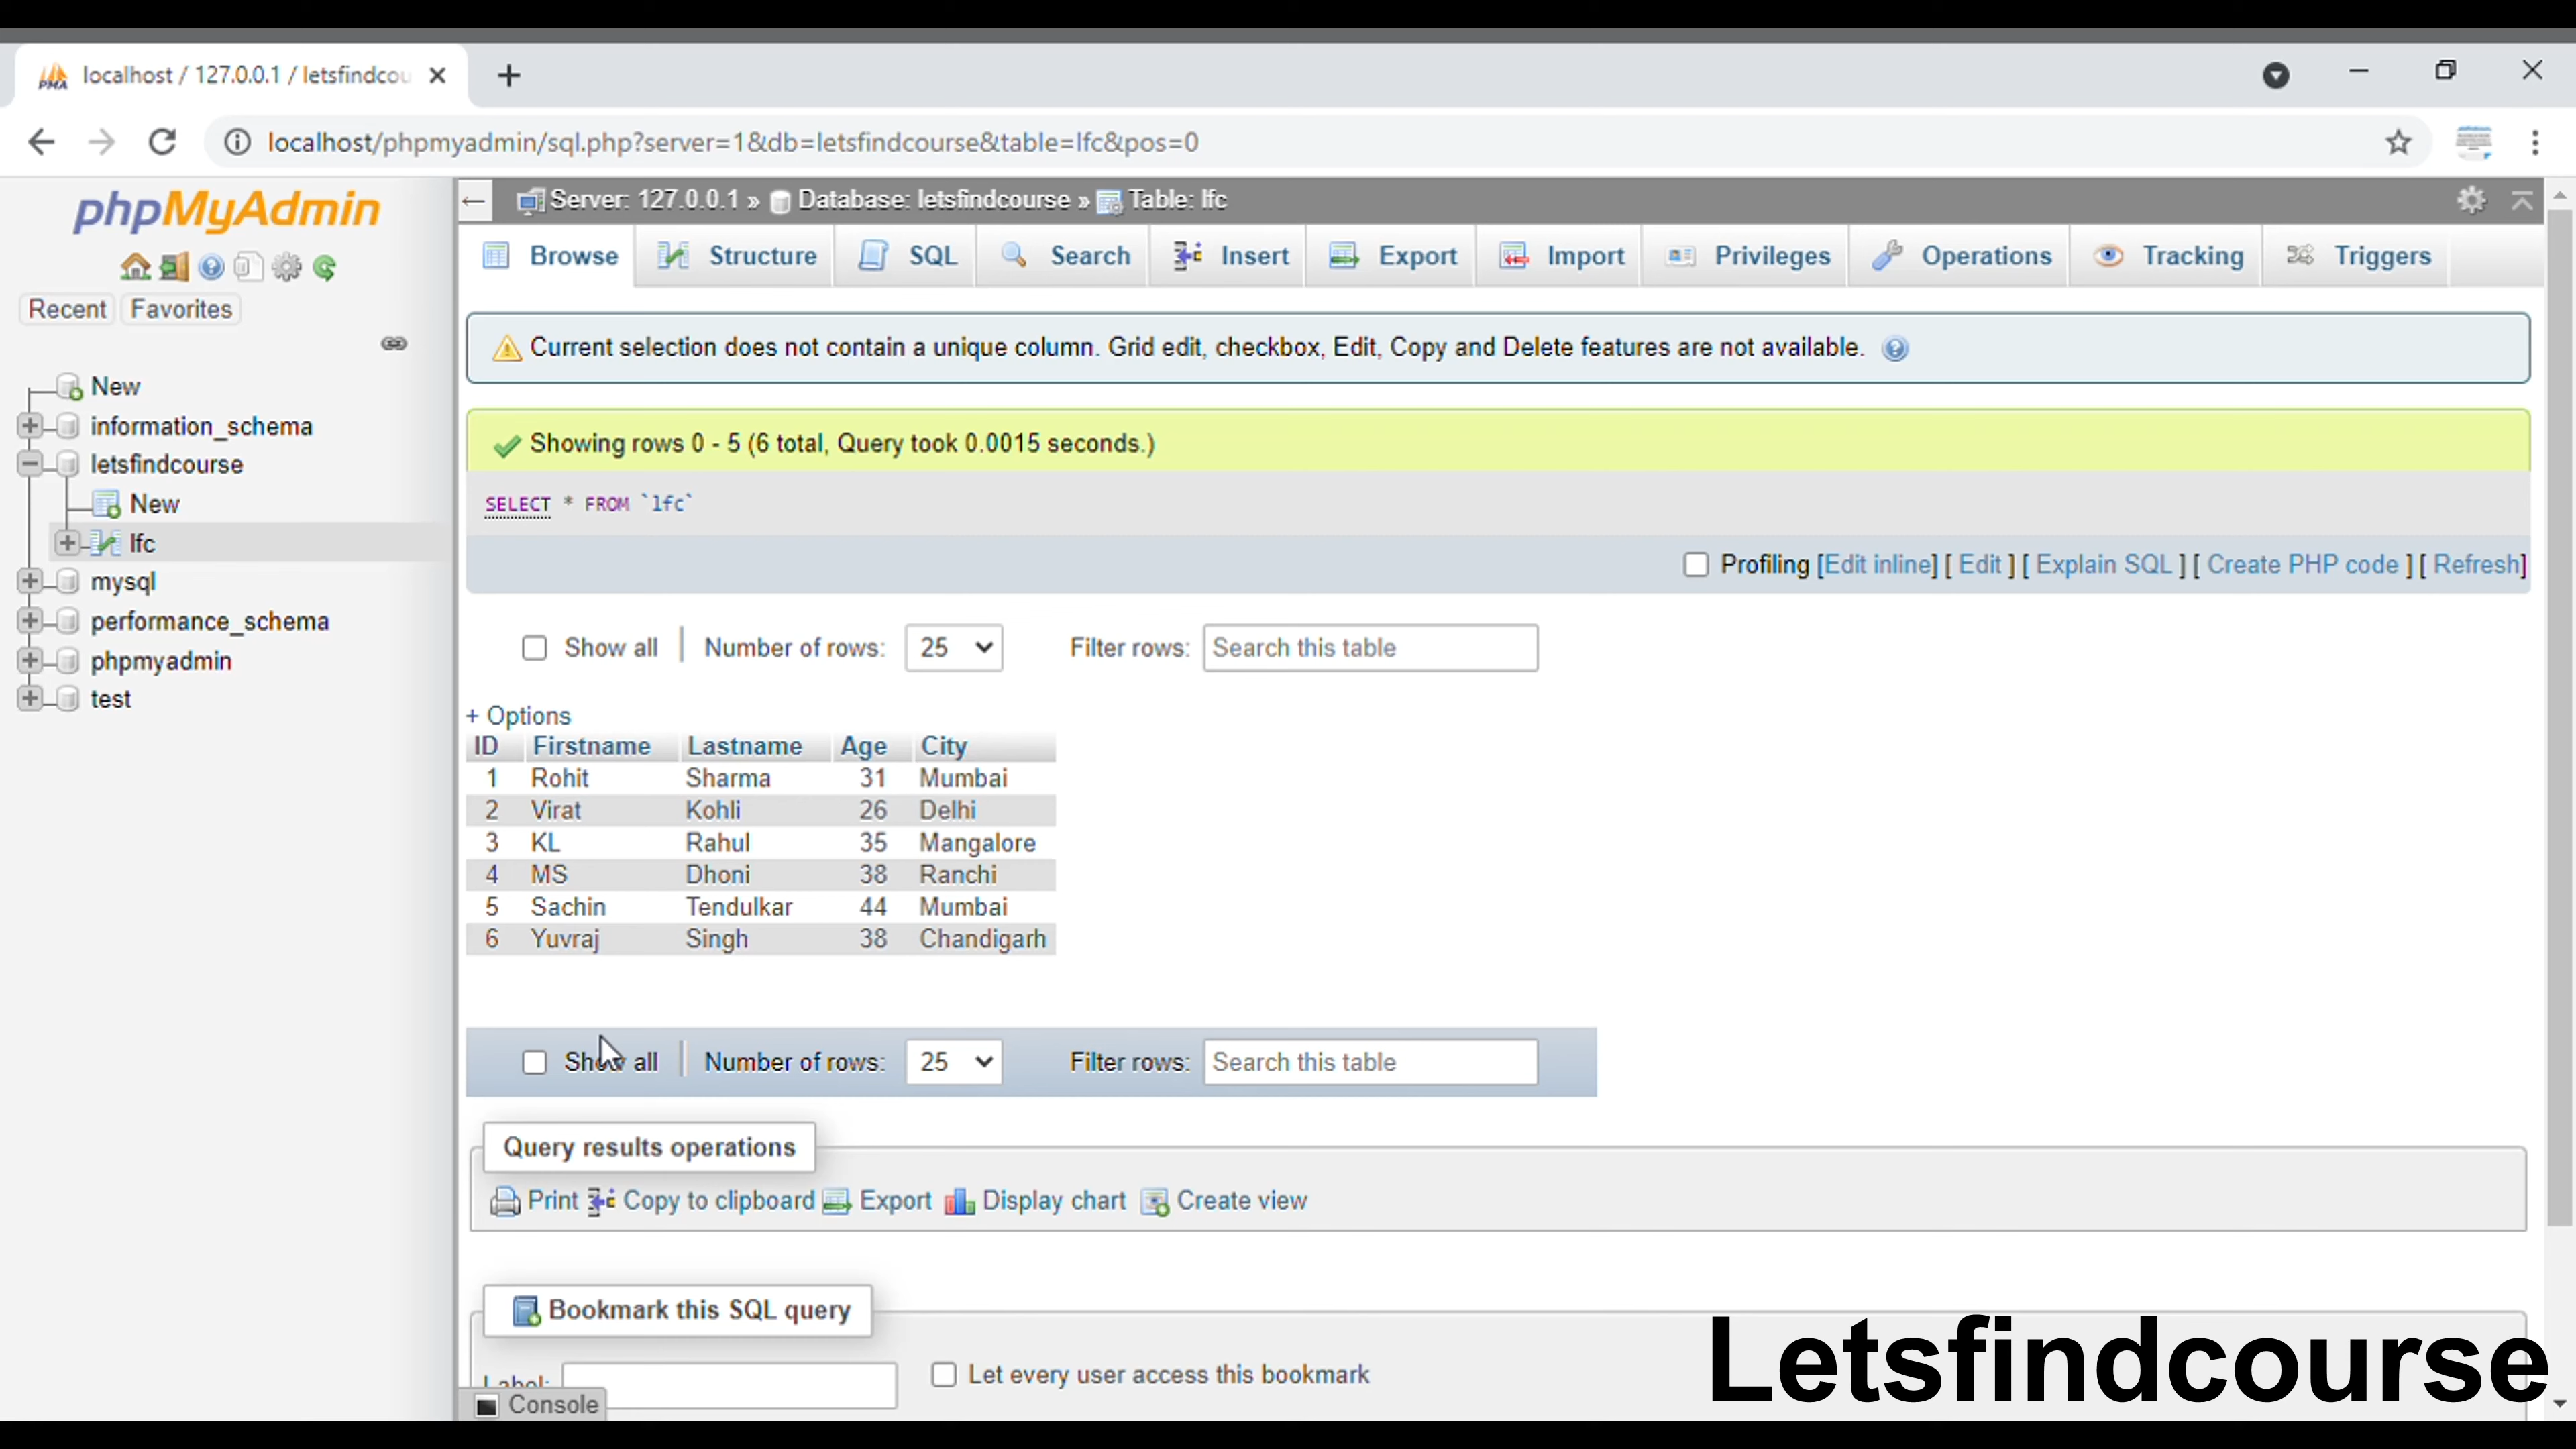 localhost / 127.0.0.1 / letsfindcou
localhost/phpmyadmin/sql.php?server=1&db=letsfindcourse&table=lfc&pos=0
phpMyAdmin
Recent Favorites
New
information_schema
letsfindcourse
New
lfc
mysql
performance_schema
phpmyadmin
test
Server: 127.0.0.1 » Database: letsfindcourse » Table: lfc
Browse Structure SQL Search Insert Export Import Privileges Operations Tracking Triggers
Current selection does not contain a unique column. Grid edit, checkbox, Edit, Copy and Delete features are not available.
Showing rows 0 - 5 (6 total, Query took 0.0015 seconds.)
SELECT * FROM `lfc`
Profiling [Edit inline] [ Edit ] [ Explain SQL ] [ Create PHP code ] [ Refresh]
Show all | Number of rows: 25 Filter rows: Search this table
+ Options
ID Firstname Lastname Age City
1 Rohit Sharma 31 Mumbai
2 Virat Kohli 26 Delhi
3 KL Rahul 35 Mangalore
4 MS Dhoni 38 Ranchi
5 Sachin Tendulkar 44 Mumbai
6 Yuvraj Singh 38 Chandigarh
Show all | Number of rows: 25 Filter rows: Search this table
Query results operations
Print Copy to clipboard Export Display chart Create view
Bookmark this SQL query
Label: Let every user access this bookmark
Console
Letsfindcourse